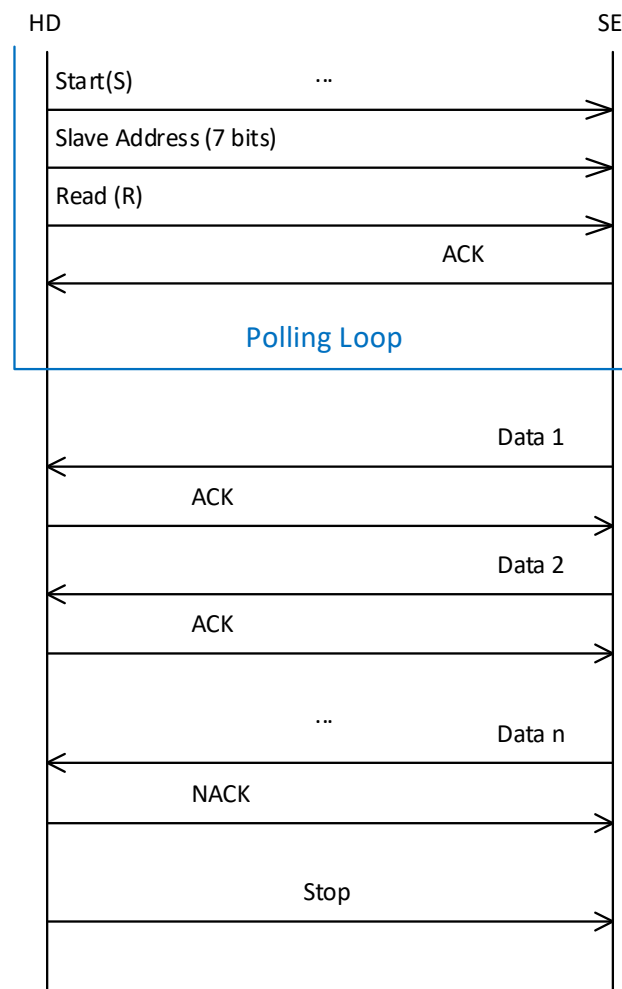 HD SE
Start(S) ...
Slave Address (7 bits)
Read (R)
ACK
Polling Loop
Data 1
ACK
Data 2
ACK
...
Data n
NACK
Stop